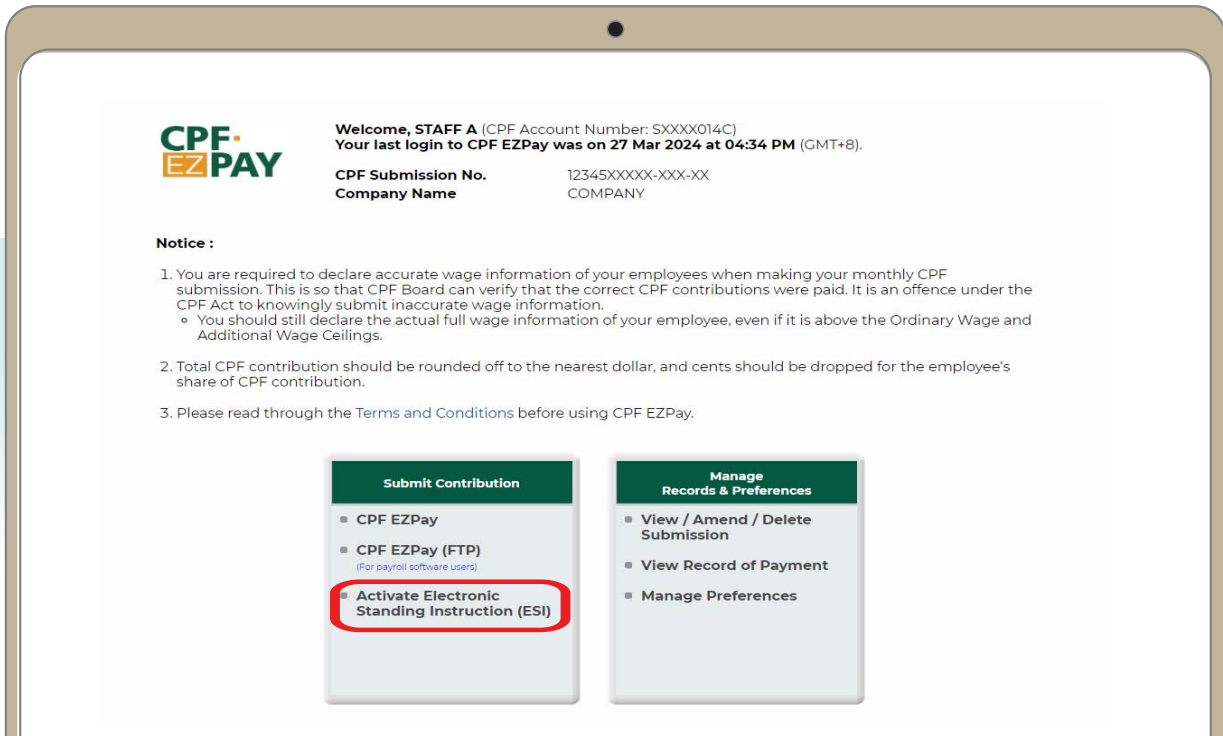 CPF-
EZ PAY
Welcome, STAFF A (CPF Account Number: SXXXX014C)
Your last login to CPF EZPay was on 27 Mar 2024 at 04:34 PM (GMT+8).
CPF Submission No. 12345XXXXX-XXX-XX
Company Name COMPANY
Notice :
1. You are required to declare accurate wage information of your employees when making your monthly CPF
submission. This is so that CPF Board can verify that the correct CPF contributions were paid. It is an offence under the
CPF Act to knowingly submit inaccurate wage information.
You should still declare the actual full wage information of your employee, even if it is above the Ordinary Wage and
Additional Wage Ceilings.
2. Total CPF contribution should be rounded off to the nearest dollar, and cents should be dropped for the employee's
share of CPF contribution.
3. Please read through the Terms and Conditions before using CPF EZPay.
Submit Contribution
CPF EZPay
CPF EZPay (FTP)
(For payroll software users)
Activate Electronic
Standing Instruction (ESI)
Manage
Records & Preferences
View / Amend / Delete
Submission
View Record of Payment
Manage Preferences